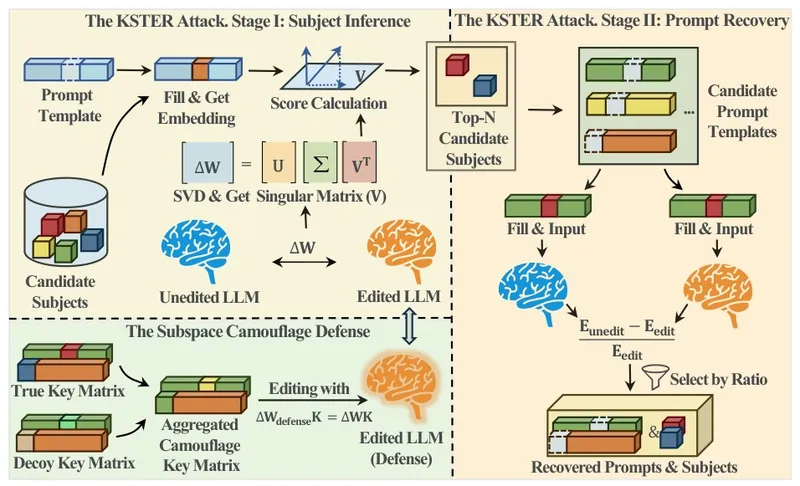 The KSTER Attack. Stage I: Subject Inference
Prompt
Template
Fill & Get
Embedding
V
Score Calculation
ΔW = U Σ V^T
SVD & Get Singular Matrix (V)
Candidate
Subjects
ΔW
Unedited LLM
Edited LLM
Top-N
Candidate
Subjects
The KSTER Attack. Stage II: Prompt Recovery
...
Candidate
Prompt
Templates
Fill & Input
Fill & Input
E_unedit − E_edit
E_edit
Select by Ratio
&
Recovered Prompts & Subjects
The Subspace Camouflage Defense
True Key Matrix
Decoy Key Matrix
Aggregated
Camouflage
Key Matrix
Editing with
ΔW_defense K = ΔWK
Edited LLM
(Defense)